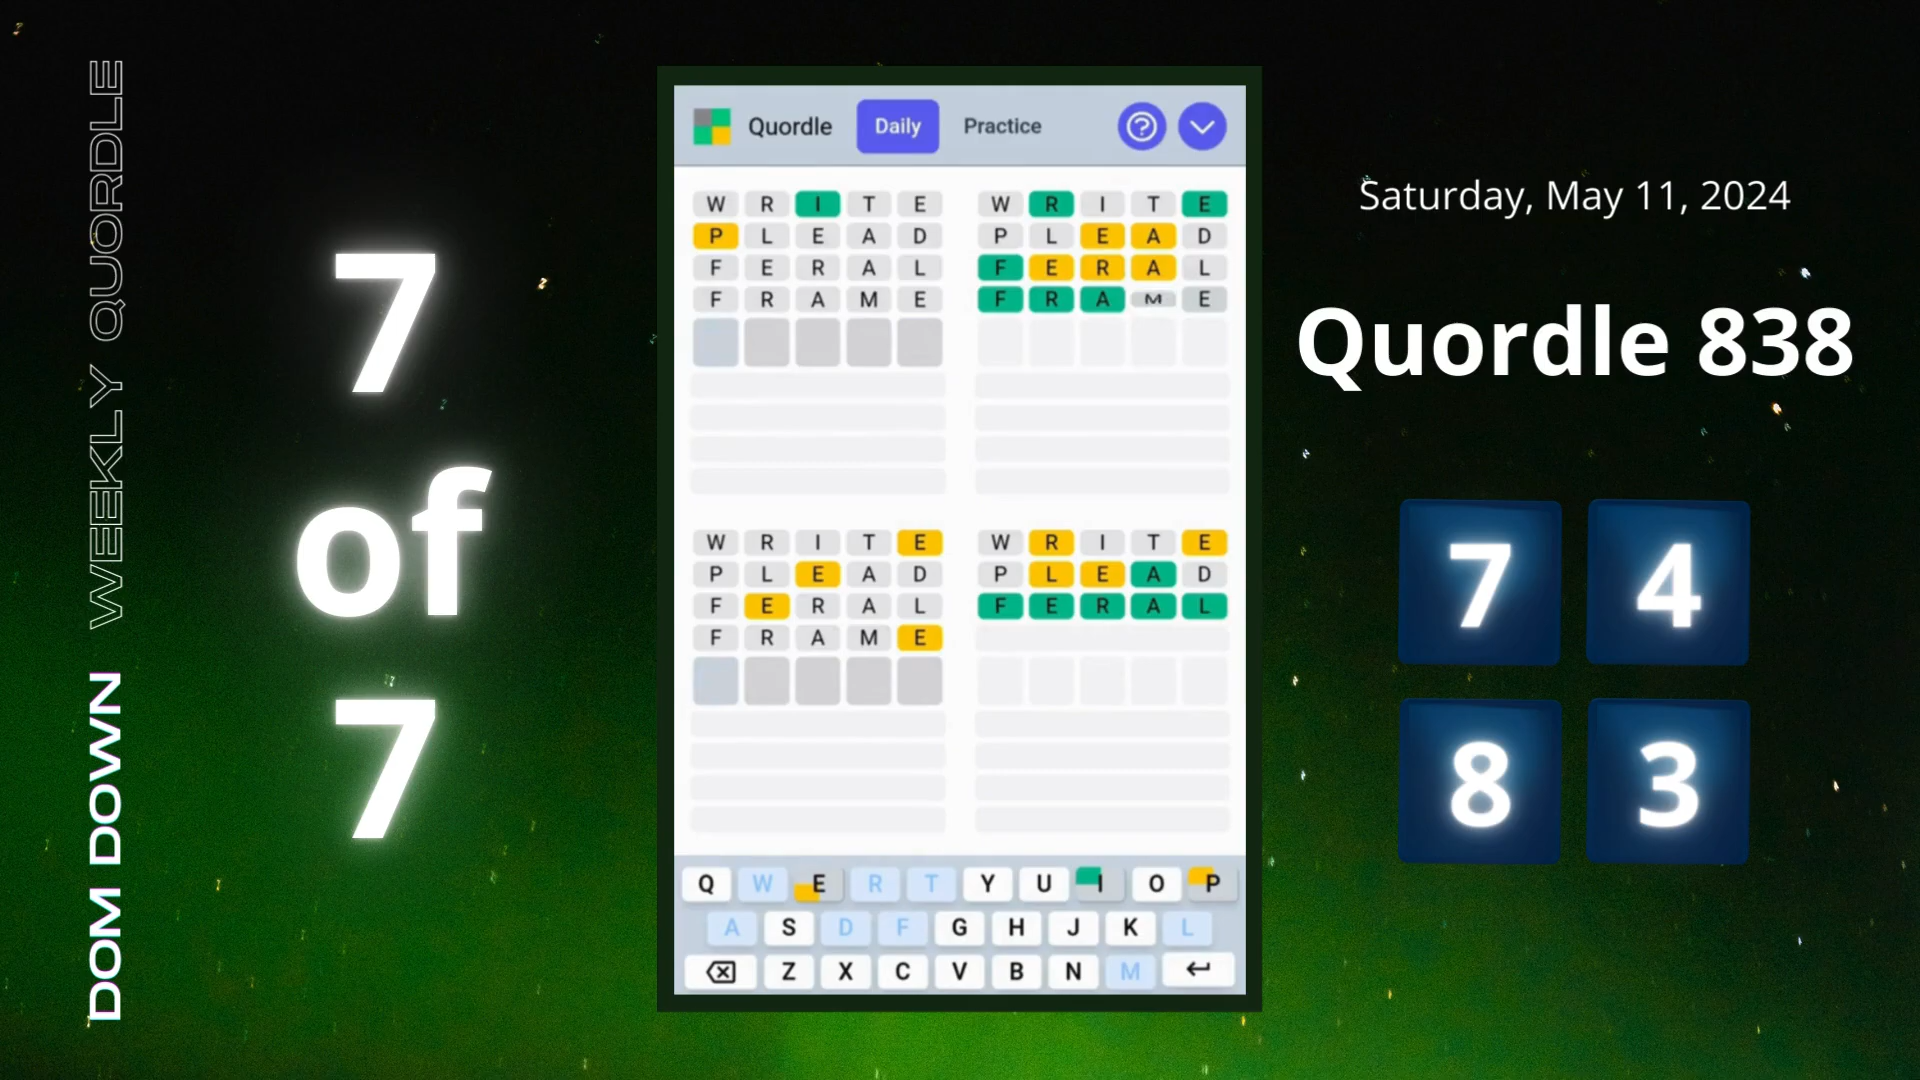 DOM DOWN WEEKLY QUORDLE
7
of
7
Quordle Daily Practice
W R I T E
P L E A D
F E R A L
F R A M E
W R I T E
P L E A D
F E R A L
F R A M E
W R I T E
P L E A D
F E R A L
F R A M E
W R I T E
P L E A D
F E R A L
Q W E R T Y U I O P
A S D F G H J K L
Z X C V B N M
Saturday, May 11, 2024
Quordle 838
7 4
8 3